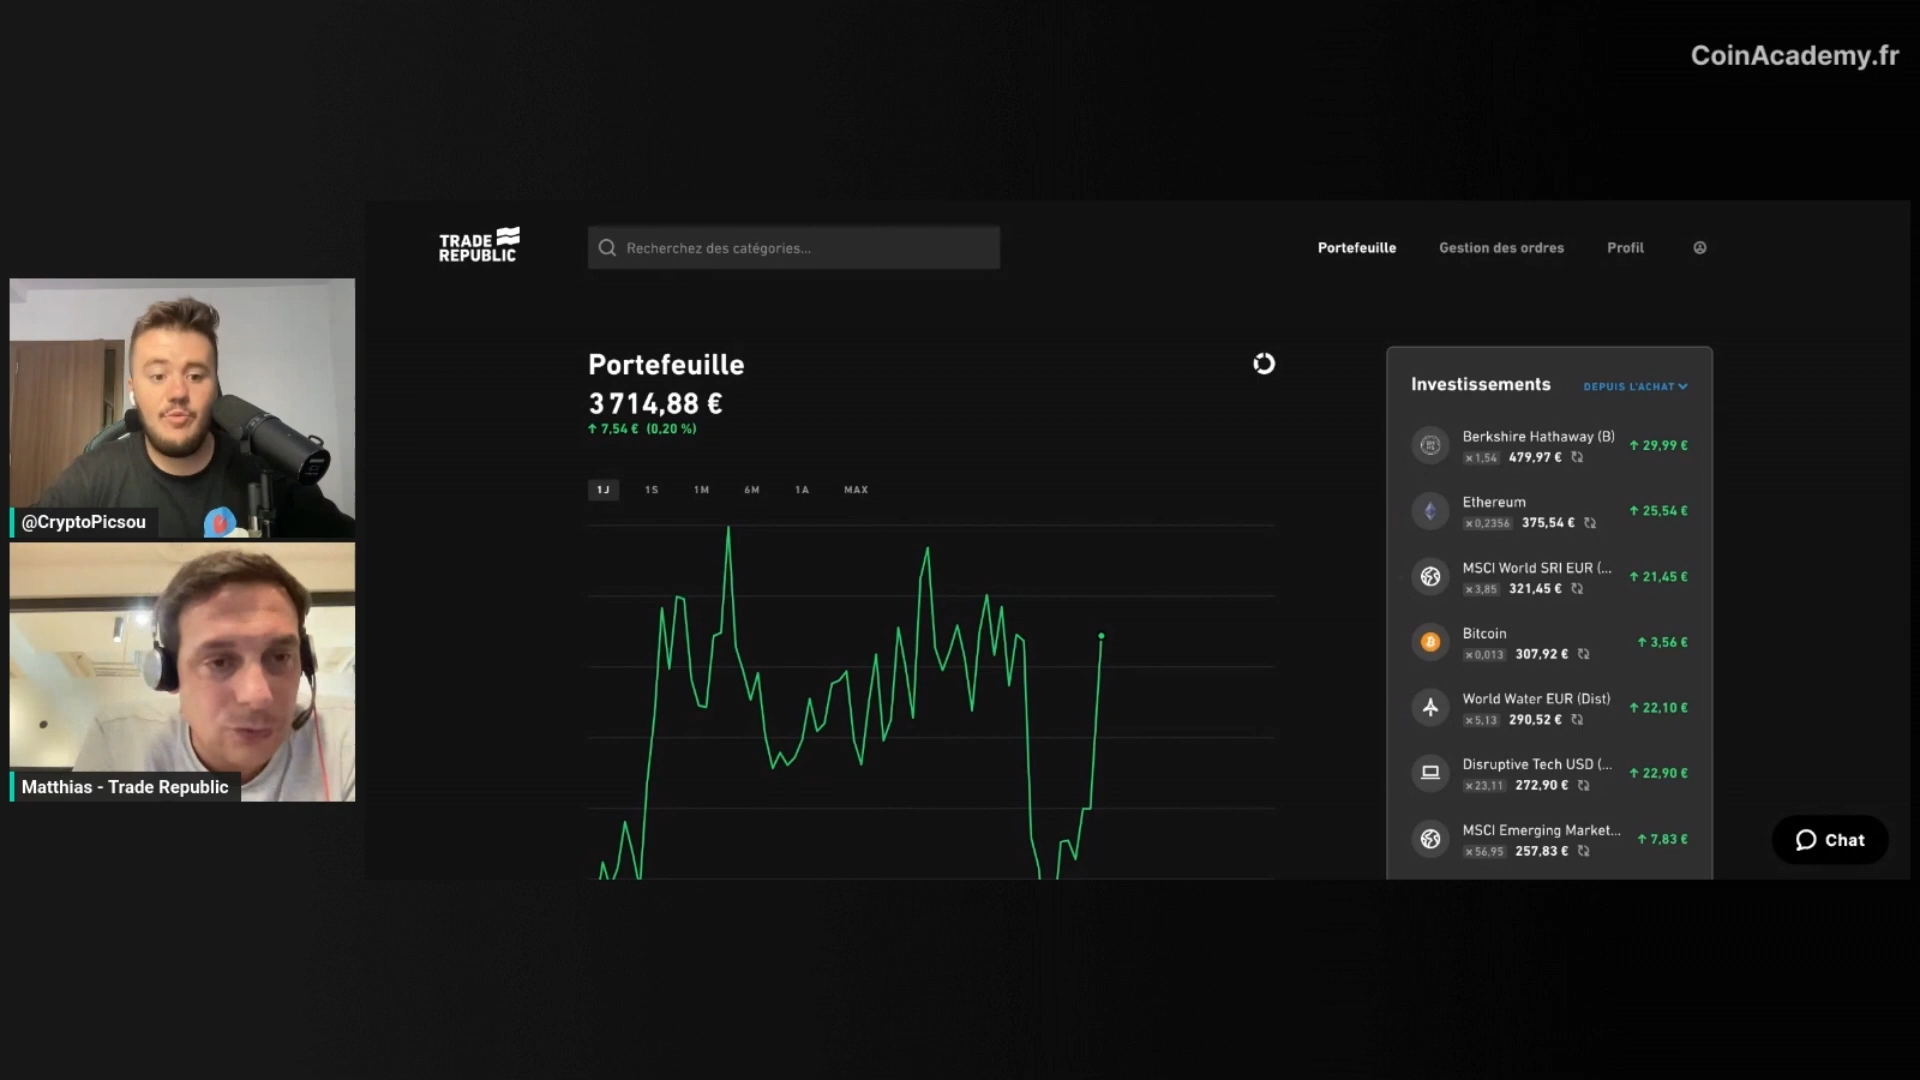 CoinAcademy.fr
TRADE REPUBLIC
Recherchez des catégories...
Portefeuille
Gestion des ordres
Profil
Portefeuille
3 714,88 €
↑ 7,54 € (0,20 %)
1J 1S 1M 6M 1A MAX
Investissements
DEPUIS L'ACHAT
Berkshire Hathaway (B)
×1,54 479,97 €
↑ 29,99 €
Ethereum
×0,2356 375,54 €
↑ 25,54 €
MSCI World SRI EUR (...
×3,85 321,45 €
↑ 21,45 €
Bitcoin
×0,013 307,92 €
↑ 3,56 €
World Water EUR (Dist)
×5,13 290,52 €
↑ 22,10 €
Disruptive Tech USD (...
×23,11 272,90 €
↑ 22,90 €
MSCI Emerging Market...
×56,95 257,83 €
↑ 7,83 €
Chat
@CryptoPicsou
Matthias - Trade Republic